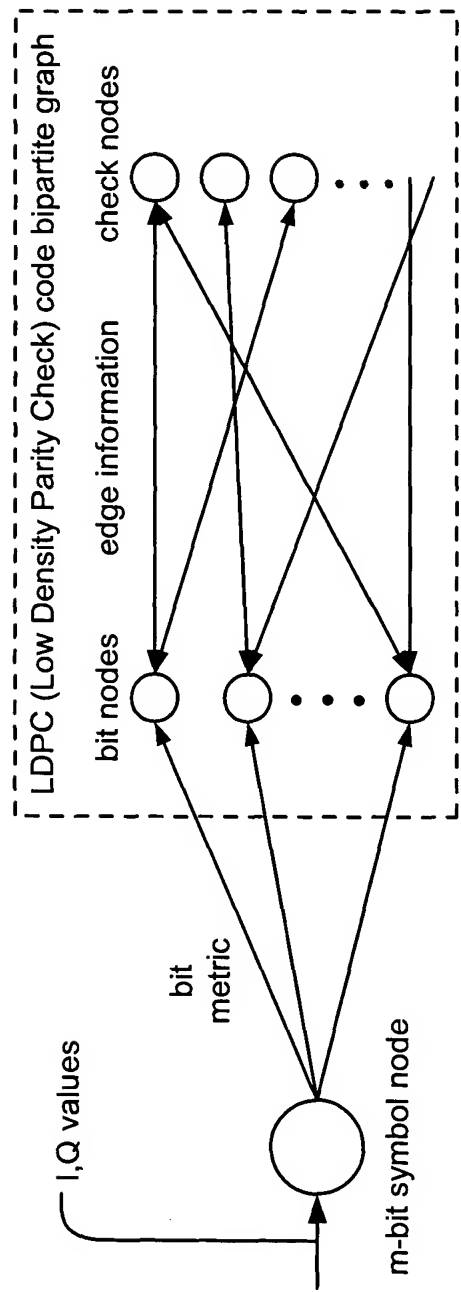 LDPC (Low Density Parity Check) code bipartite graph
bit nodes
edge information
check nodes
bit
metric
I,Q values
m-bit symbol node